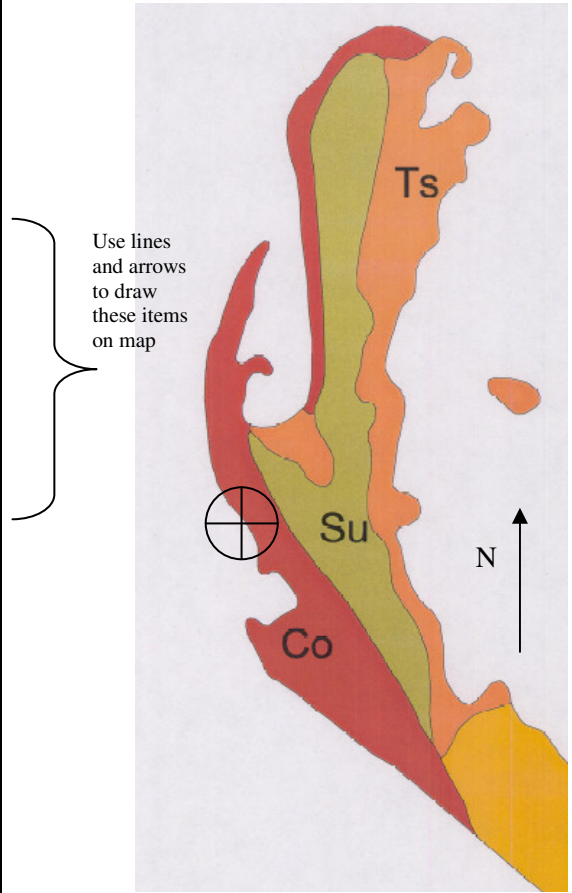 Ts
Use lines
and arrows
to draw
these items
on map
Su
N
Co